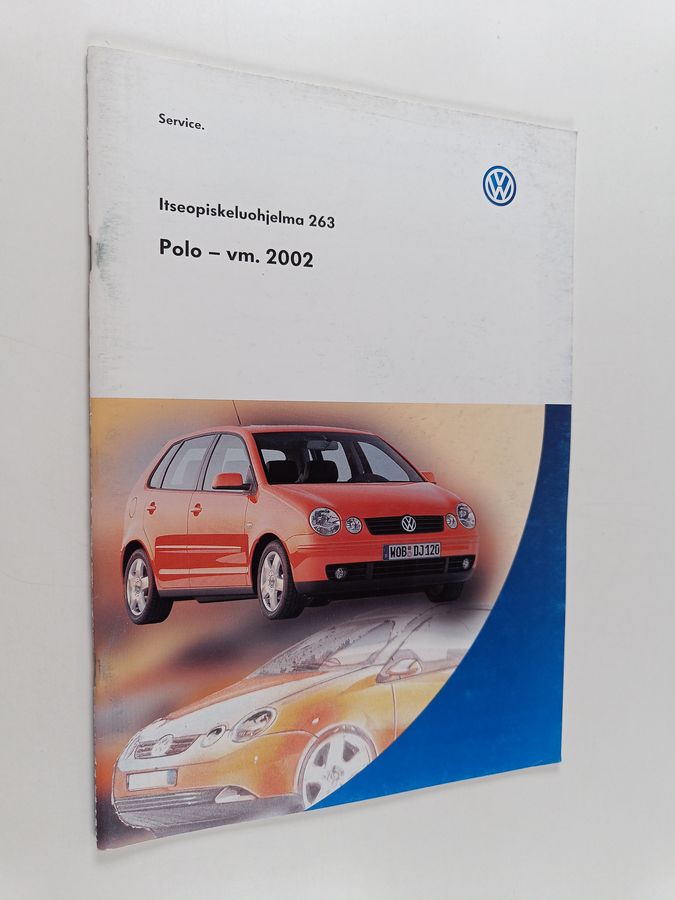 Service.
Itseopiskeluohjelma 263
Polo – vm. 2002
WOB DJ120